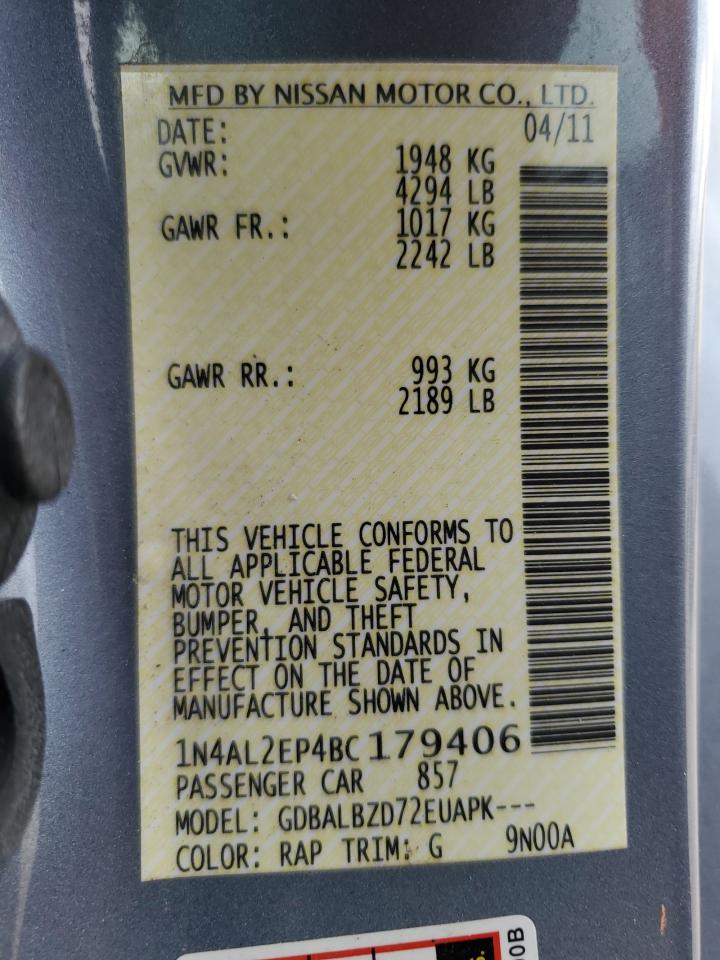 MFD BY NISSAN MOTOR CO., LTD.
DATE: 04/11
GVWR: 1948 KG
4294 LB
GAWR FR.: 1017 KG
2242 LB
GAWR RR.: 993 KG
2189 LB
THIS VEHICLE CONFORMS TO
ALL APPLICABLE FEDERAL
MOTOR VEHICLE SAFETY,
BUMPER, AND THEFT
PREVENTION STANDARDS IN
EFFECT ON THE DATE OF
MANUFACTURE SHOWN ABOVE.
1N4AL2EP4BC179406
PASSENGER CAR 857
MODEL: GDBALBZD72EUAPK---
COLOR: RAP TRIM: G 9N00A